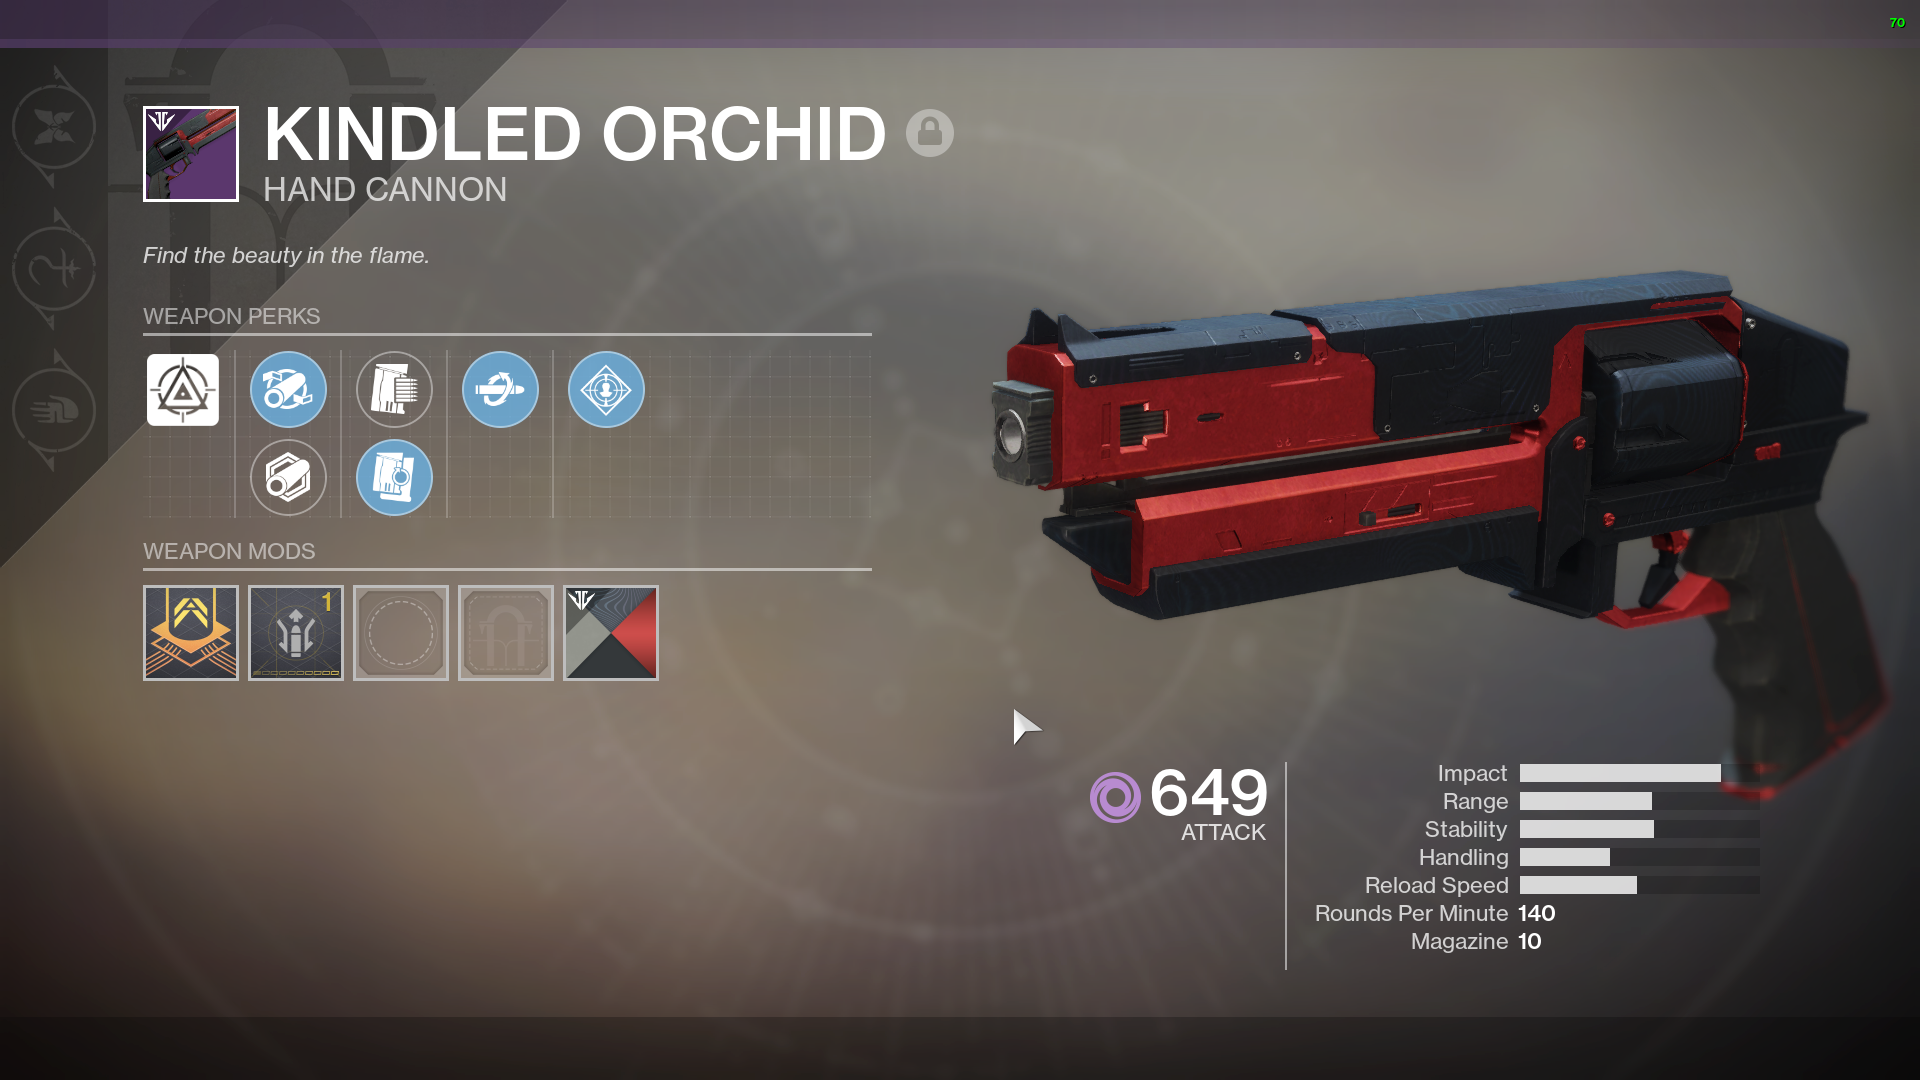 70
KINDLED ORCHID
HAND CANNON
Find the beauty in the flame.
WEAPON PERKS
WEAPON MODS
1
649
ATTACK
Impact
Range
Stability
Handling
Reload Speed
Rounds Per Minute 140
Magazine 10